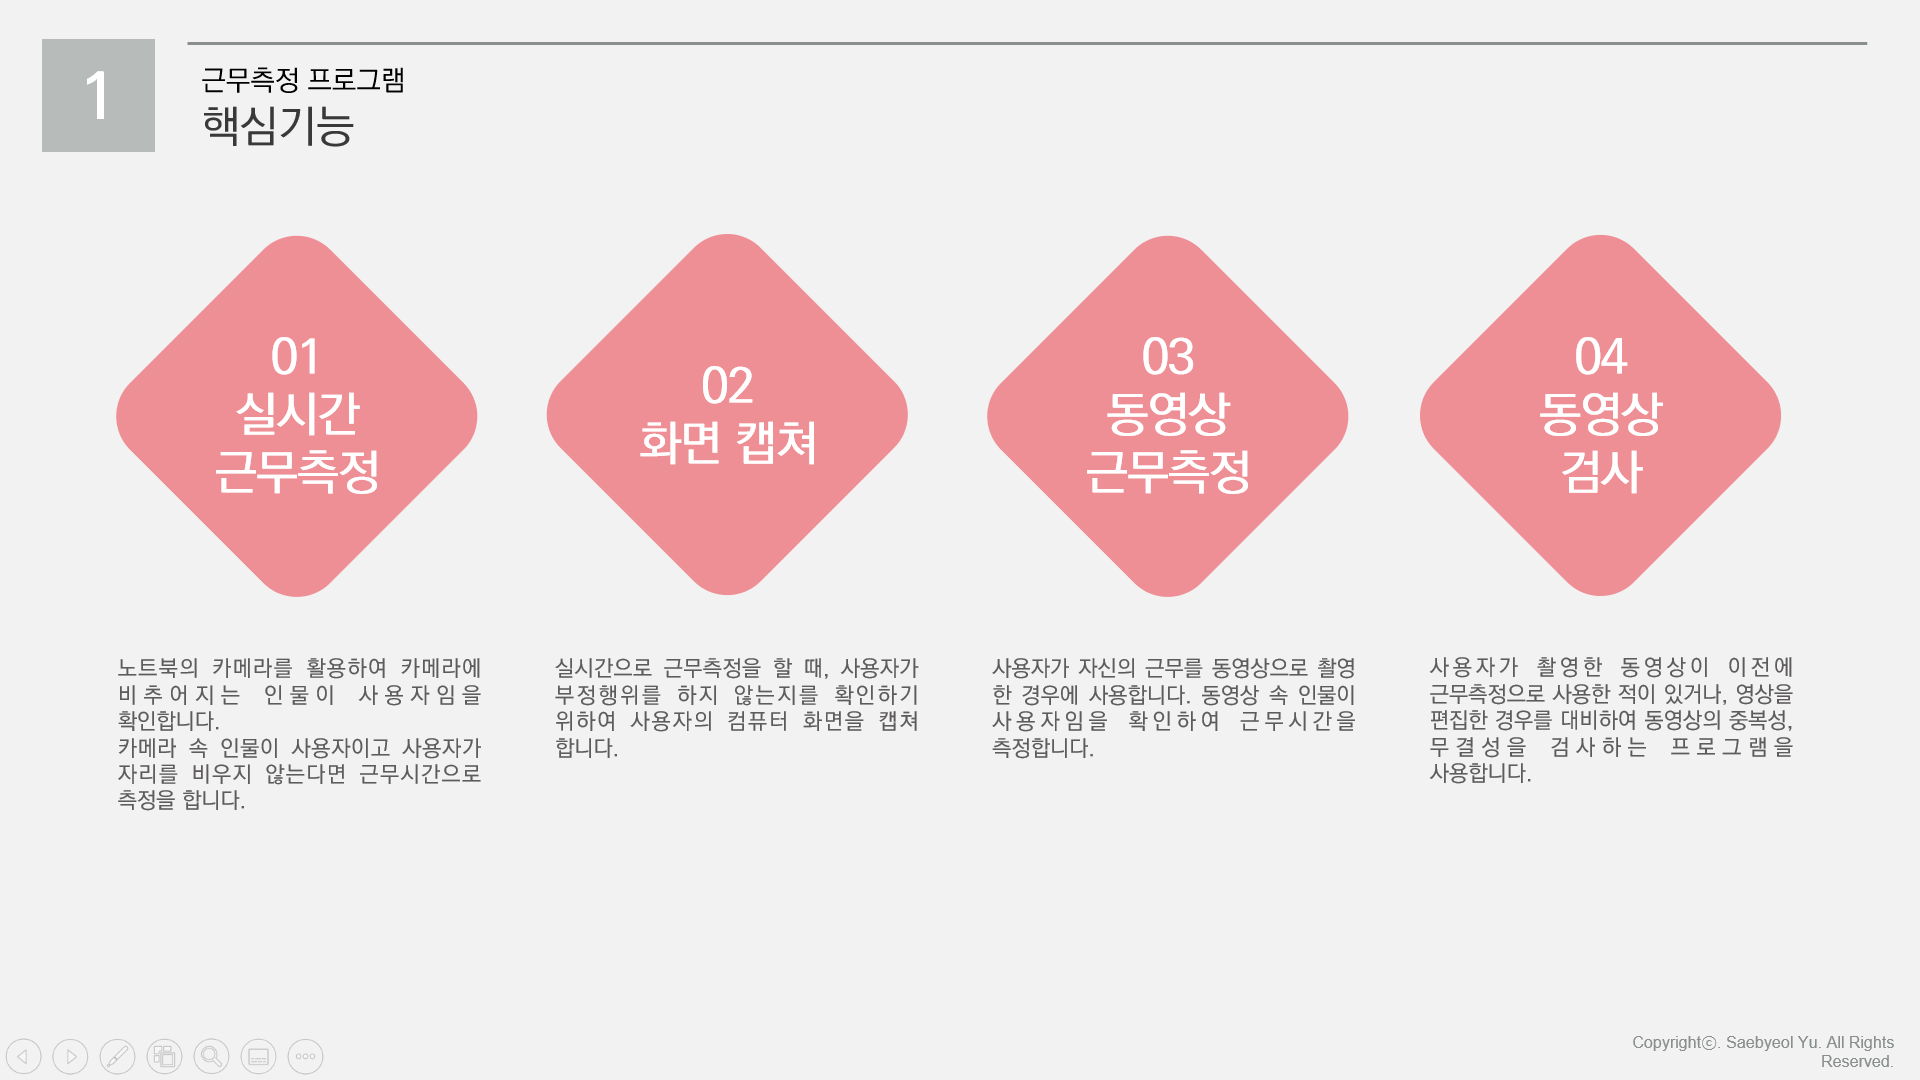 1
근무측정 프로그램
핵심기능
01
실시간
근무측정
02
화면 캡쳐
03
동영상
근무측정
04
동영상
검사
노트북의 카메라를 활용하여 카메라에
비추어지는 인물이 사용자임을
확인합니다.
카메라 속 인물이 사용자이고 사용자가
자리를 비우지 않는다면 근무시간으로
측정을 합니다.
실시간으로 근무측정을 할 때, 사용자가
부정행위를 하지 않는지를 확인하기
위하여 사용자의 컴퓨터 화면을 캡쳐
합니다.
사용자가 자신의 근무를 동영상으로 촬영
한 경우에 사용합니다. 동영상 속 인물이
사용자임을 확인하여 근무시간을
측정합니다.
사용자가 촬영한 동영상이 이전에
근무측정으로 사용한 적이 있거나, 영상을
편집한 경우를 대비하여 동영상의 중복성,
무결성을 검사하는 프로그램을
사용합니다.
Copyrightⓒ. Saebyeol Yu. All Rights
Reserved.